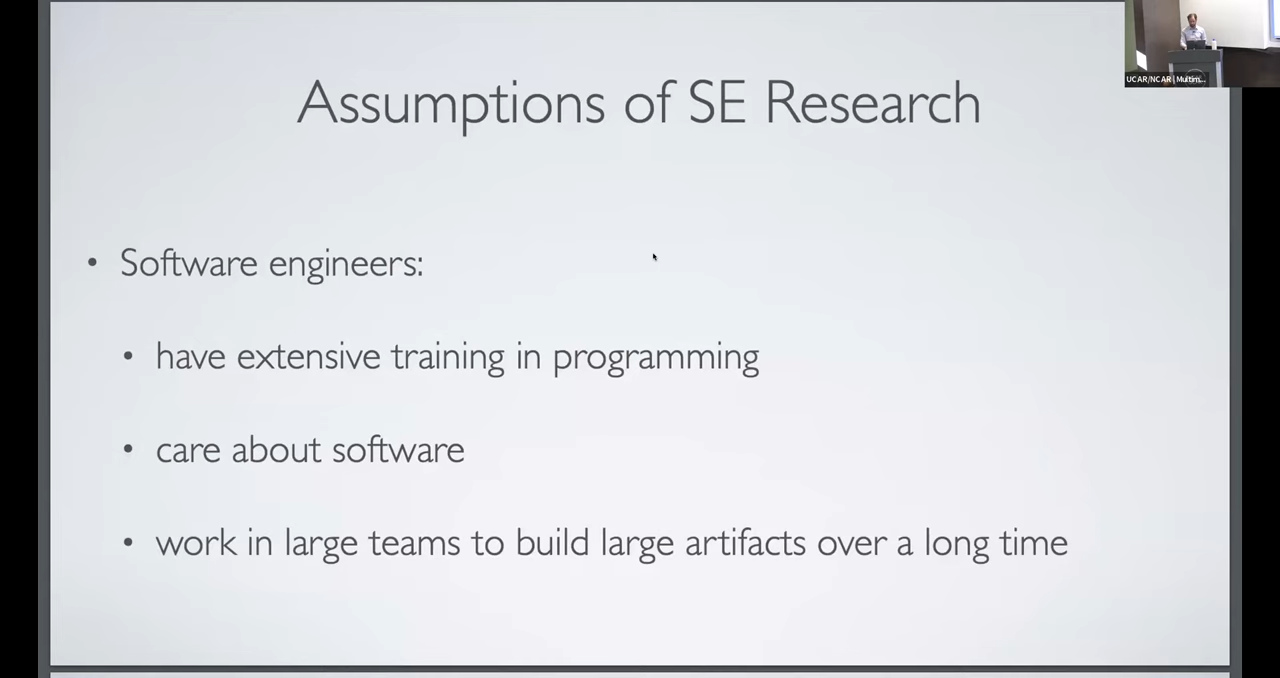 UCAR/NCAR | Multim...
Assumptions of SE Research
• Software engineers:
• have extensive training in programming
• care about software
• work in large teams to build large artifacts over a long time